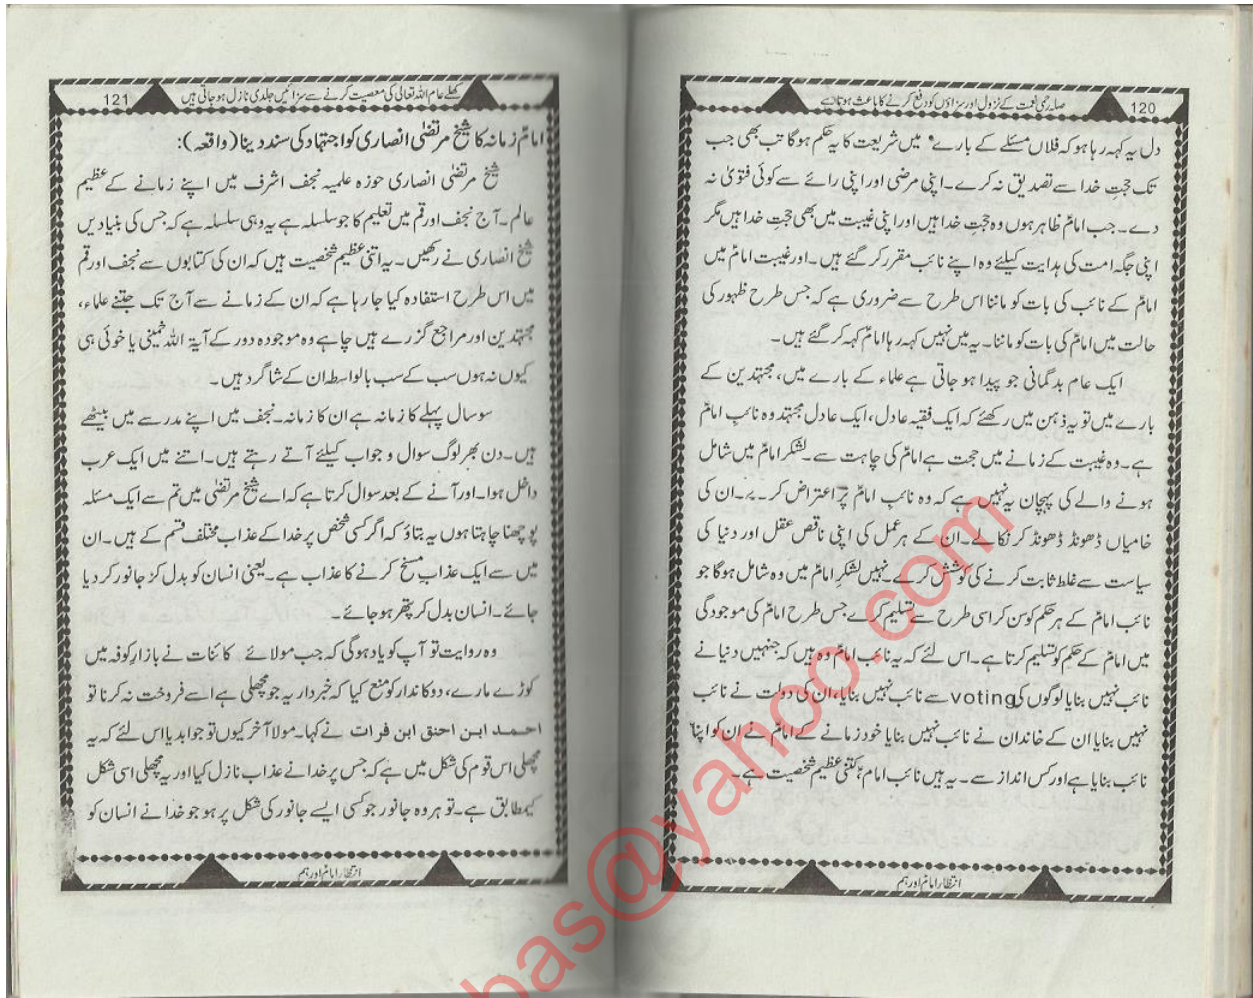 صلہ رحمی نعمت کے نزول اور سزاؤں کو دفع کرنے کا باعث ہوتا ہے
120
دل یہ کہہ رہا ہو کہ فلاں مسئلے کے بارے میں شریعت کا یہ حکم ہوگا تب بھی جب
تک حجتِ خدا سے تصدیق نہ کرے۔ اپنی مرضی اور اپنی رائے سے کوئی فتویٰ نہ
دے۔ جب امامؑ ظاہر ہوں وہ حجتِ خدا ہیں اور اپنی غیبت میں بھی حجتِ خدا ہیں مگر
اپنی جگہ امت کی ہدایت کیلئے وہ اپنے نائب مقرر کر گئے ہیں۔ اور غیبت امامؑ میں
امامؑ کے نائب کی بات کو ماننا اس طرح سے ضروری ہے کہ جس طرح ظہور کی
حالت میں امامؑ کی بات کو ماننا۔ یہ میں نہیں کہہ رہا امامؑ کہہ کر گئے ہیں۔
ایک عام بدگمانی جو پیدا ہو جاتی ہے علماء کے بارے میں، مجتہدین کے
بارے میں تو یہ ذہن میں رکھئے کہ ایک فقیہ عادل، ایک عادل مجتہد وہ نائبِ امامؑ
ہے۔ وہ غیبت کے زمانے میں حجت ہے امامؑ کی چاہت سے۔ لشکرِ امامؑ میں شامل
ہونے والے کی پہچان یہ نہیں ہے کہ وہ نائبِ امامؑ پر اعتراض کر۔ پر۔ ان کی
خامیاں ڈھونڈ ڈھونڈ کر نکالے۔ ان کے ہر عمل کی اپنی ناقص عقل اور دنیا کی
سیاست سے غلط ثابت کرنے کی کوشش کرے۔ نہیں لشکرِ امامؑ میں وہ شامل ہوگا جو
نائب امامؑ کے ہر حکم کو سن کر اسی طرح سے تسلیم کرے جس طرح امامؑ کی موجودگی
میں امامؑ کے حکم کو تسلیم کرتا ہے۔ اس لئے کہ یہ نائب امامؑ وہ ہیں کہ جنہیں دنیا نے
نائب نہیں بنایا لوگوں کی voting سے نائب نہیں بنایا، ان کی دولت نے نائب
نہیں بنایا ان کے خاندان نے نائب نہیں بنایا خود زمانے کے امامؑ نے ان کو اپنا
نائب بنایا ہے اور کس انداز سے۔ یہ ہیں نائب امامؑ کتنی عظیم شخصیت ہے۔
انتظار امامؑ اور ہم
کھلے عام اللہ تعالیٰ کی معصیت کرنے سے سزائیں جلدی نازل ہو جاتی ہیں
121
امامؑ زمانہ کا شیخ مرتضیٰ انصاری کو اجتہاد کی سند دینا (واقعہ):
شیخ مرتضیٰ انصاری حوزہ علمیہ نجف اشرف میں اپنے زمانے کے عظیم
عالم۔ آج نجف اور قم میں تعلیم کا جو سلسلہ ہے یہ وہی سلسلہ ہے کہ جس کی بنیادیں
شیخ انصاری نے رکھیں۔ یہ اتنی عظیم شخصیت ہیں کہ ان کی کتابوں سے نجف اور قم
میں اس طرح استفادہ کیا جا رہا ہے کہ ان کے زمانے سے آج تک جتنے علماء،
مجتہدین اور مراجع گزرے ہیں چاہے وہ موجودہ دور کے آیۃ اللہ خمینی یا خوئی ہی
کیوں نہ ہوں سب کے سب بالواسطہ ان کے شاگرد ہیں۔
سو سال پہلے کا زمانہ ہے ان کا زمانہ۔ نجف میں اپنے مدرسے میں بیٹھے
ہیں۔ دن بھر لوگ سوال و جواب کیلئے آتے رہتے ہیں۔ اتنے میں ایک عرب
داخل ہوا۔ اور آنے کے بعد سوال کرتا ہے کہ اے شیخ مرتضیٰ میں تم سے ایک مسئلہ
پوچھنا چاہتا ہوں یہ بتاؤ کہ اگر کسی شخص پر خدا کے عذاب مختلف قسم کے ہیں۔ ان
میں سے ایک عذاب مسخ کرنے کا عذاب ہے۔ یعنی انسان کو بدل کر جانور کر دیا
جائے۔ انسان بدل کر پتھر ہو جائے۔
وہ روایت تو آپ کو یاد ہوگی کہ جب مولائے کائنات نے بازارِ کوفہ میں
کوڑے مارے، دوکاندار کو منع کیا کہ خبردار یہ جو مچھلی ہے اسے فروخت نہ کرنا تو
احمد ابن احنق ابن فرات نے کہا۔ مولا آخر کیوں تو جواب دیا اس لئے کہ یہ
مچھلی اس قوم کی شکل میں ہے کہ جس پر خدا نے عذاب نازل کیا اور یہ مچھلی اسی شکل
کیمطابق ہے۔ تو ہر وہ جانور جو کسی ایسے جانور کی شکل پر ہو جو خدا نے انسان کو
انتظار امامؑ اور ہم
bas@yahoo.com